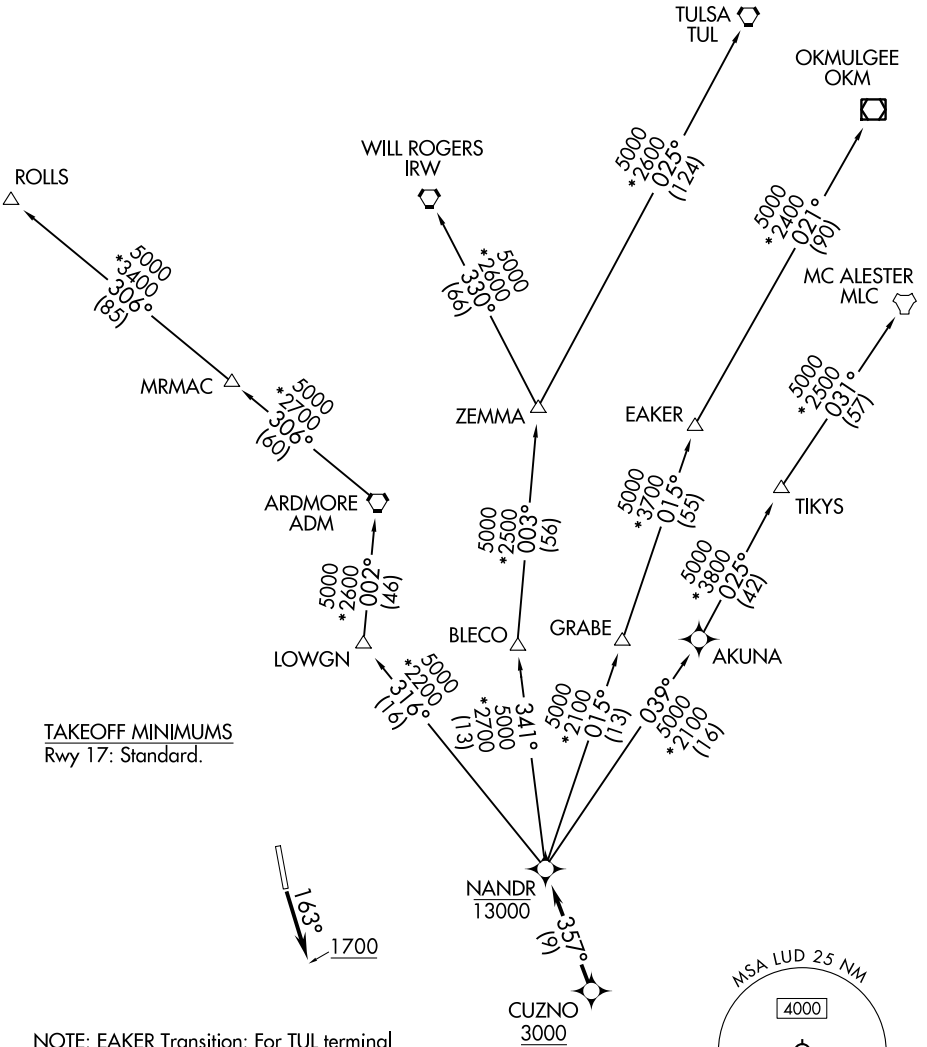 TULSA
TUL
OKMULGEE
OKM
5000
*2600
025°
(124)
WILL ROGERS
IRW
ROLLS
5000
*2400
021°
(90)
5000
*3400
306°
(85)
5000
*2600
330°
(66)
MC ALESTER
MLC
MRMAC
5000
*2700
306°
(60)
ZEMMA
EAKER
5000
*2500
031°
(57)
ARDMORE
ADM
5000
*2500
003°
(56)
5000
*3700
015°
(55)
TIKYS
5000
*2600
002°
(46)
5000
*3800
025°
(42)
LOWGN
BLECO
GRABE
AKUNA
5000
*2200
316°
(16)
341°
5000
*2700
(13)
5000
*2100
015°
(13)
039°
5000
*2100
(16)
TAKEOFF MINIMUMS
Rwy 17: Standard.
NANDR
13000
163°
1700
357°
(9)
CUZNO
3000
MSA LUD 25 NM
4000
NOTE: EAKER Transition: For TUL terminal